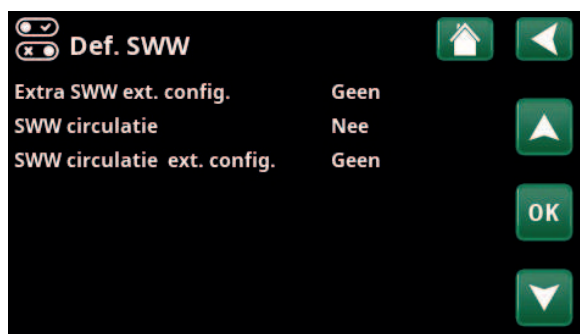 Def. SWW
Extra SWW ext. config. Geen
SWW circulatie Nee
SWW circulatie ext. config. Geen
OK